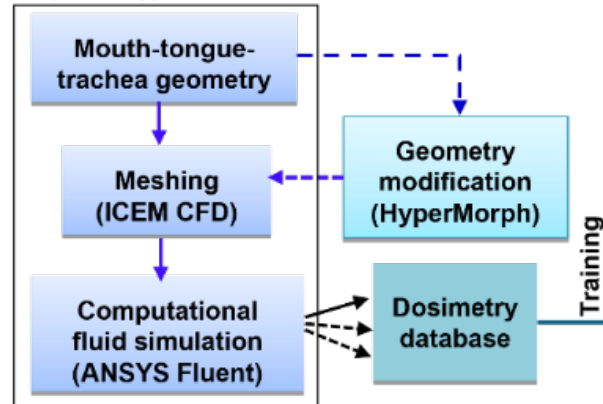 Mouth-tongue-
trachea geometry
Meshing
(ICEM CFD)
Geometry
modification
(HyperMorph)
Computational
fluid simulation
(ANSYS Fluent)
Dosimetry
database
Training